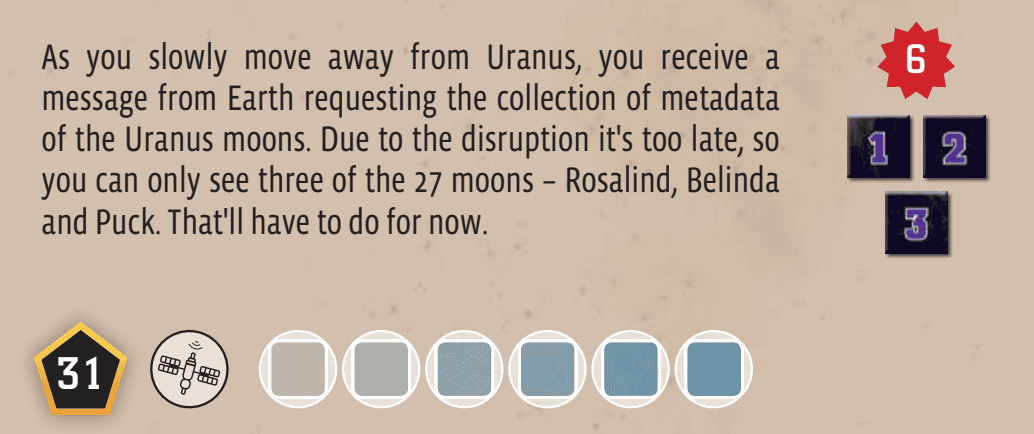 As you slowly move away from Uranus, you receive a
message from Earth requesting the collection of metadata
of the Uranus moons. Due to the disruption it's too late, so
you can only see three of the 27 moons – Rosalind, Belinda
and Puck. That'll have to do for now.
6
1 2
3
31